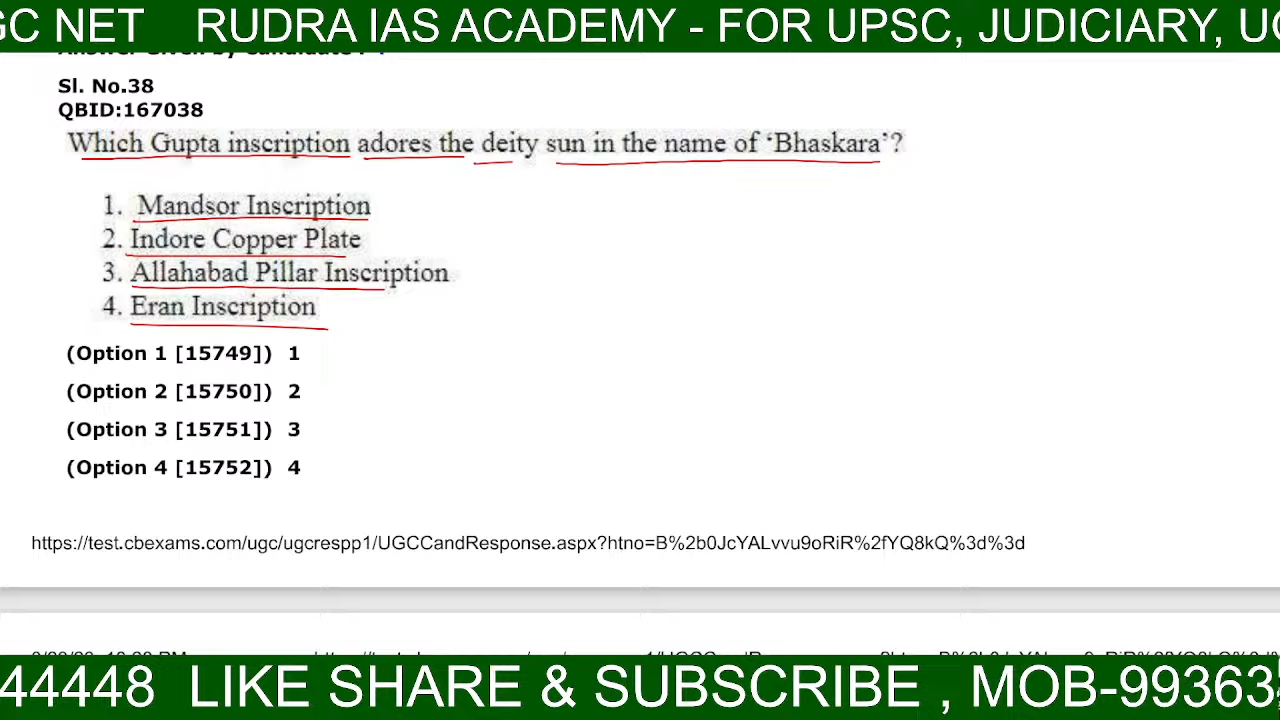 GC NET RUDRA IAS ACADEMY - FOR UPSC, JUDICIARY, UG
Sl. No.38
QBID:167038
Which Gupta inscription adores the deity sun in the name of ‘Bhaskara’?
1. Mandsor Inscription
2. Indore Copper Plate
3. Allahabad Pillar Inscription
4. Eran Inscription
(Option 1 [15749]) 1
(Option 2 [15750]) 2
(Option 3 [15751]) 3
(Option 4 [15752]) 4
https://test.cbexams.com/ugc/ugcrespp1/UGCCandResponse.aspx?htno=B%2b0JcYALvvu9oRiR%2fYQ8kQ%3d%3d
44448 LIKE SHARE & SUBSCRIBE , MOB-99363